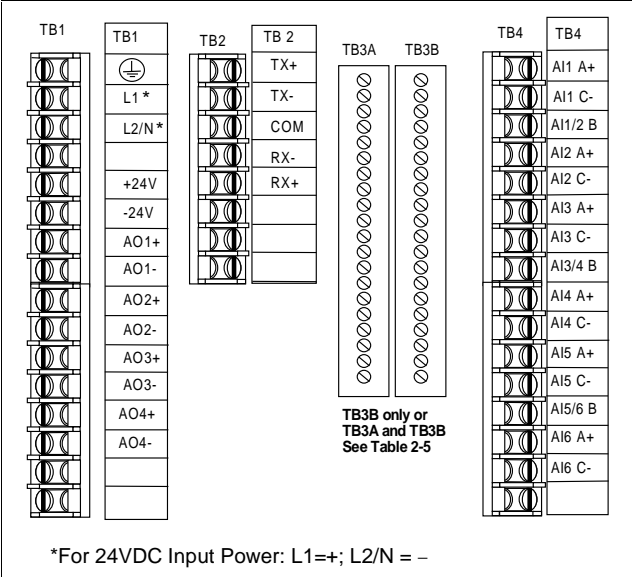 TB1
TB1
L1*
L2/N*
+24V
-24V
AO1+
AO1-
AO2+
AO2-
AO3+
AO3-
AO4+
AO4-
TB2
TB 2
TX+
TX-
COM
RX-
RX+
TB3A
TB3B
TB3B only or
TB3A and TB3B
See Table 2-5
TB4
TB4
AI1 A+
AI1 C-
AI1/2 B
AI2 A+
AI2 C-
AI3 A+
AI3 C-
AI3/4 B
AI4 A+
AI4 C-
AI5 A+
AI5 C-
AI5/6 B
AI6 A+
AI6 C-
*For 24VDC Input Power: L1=+; L2/N = –